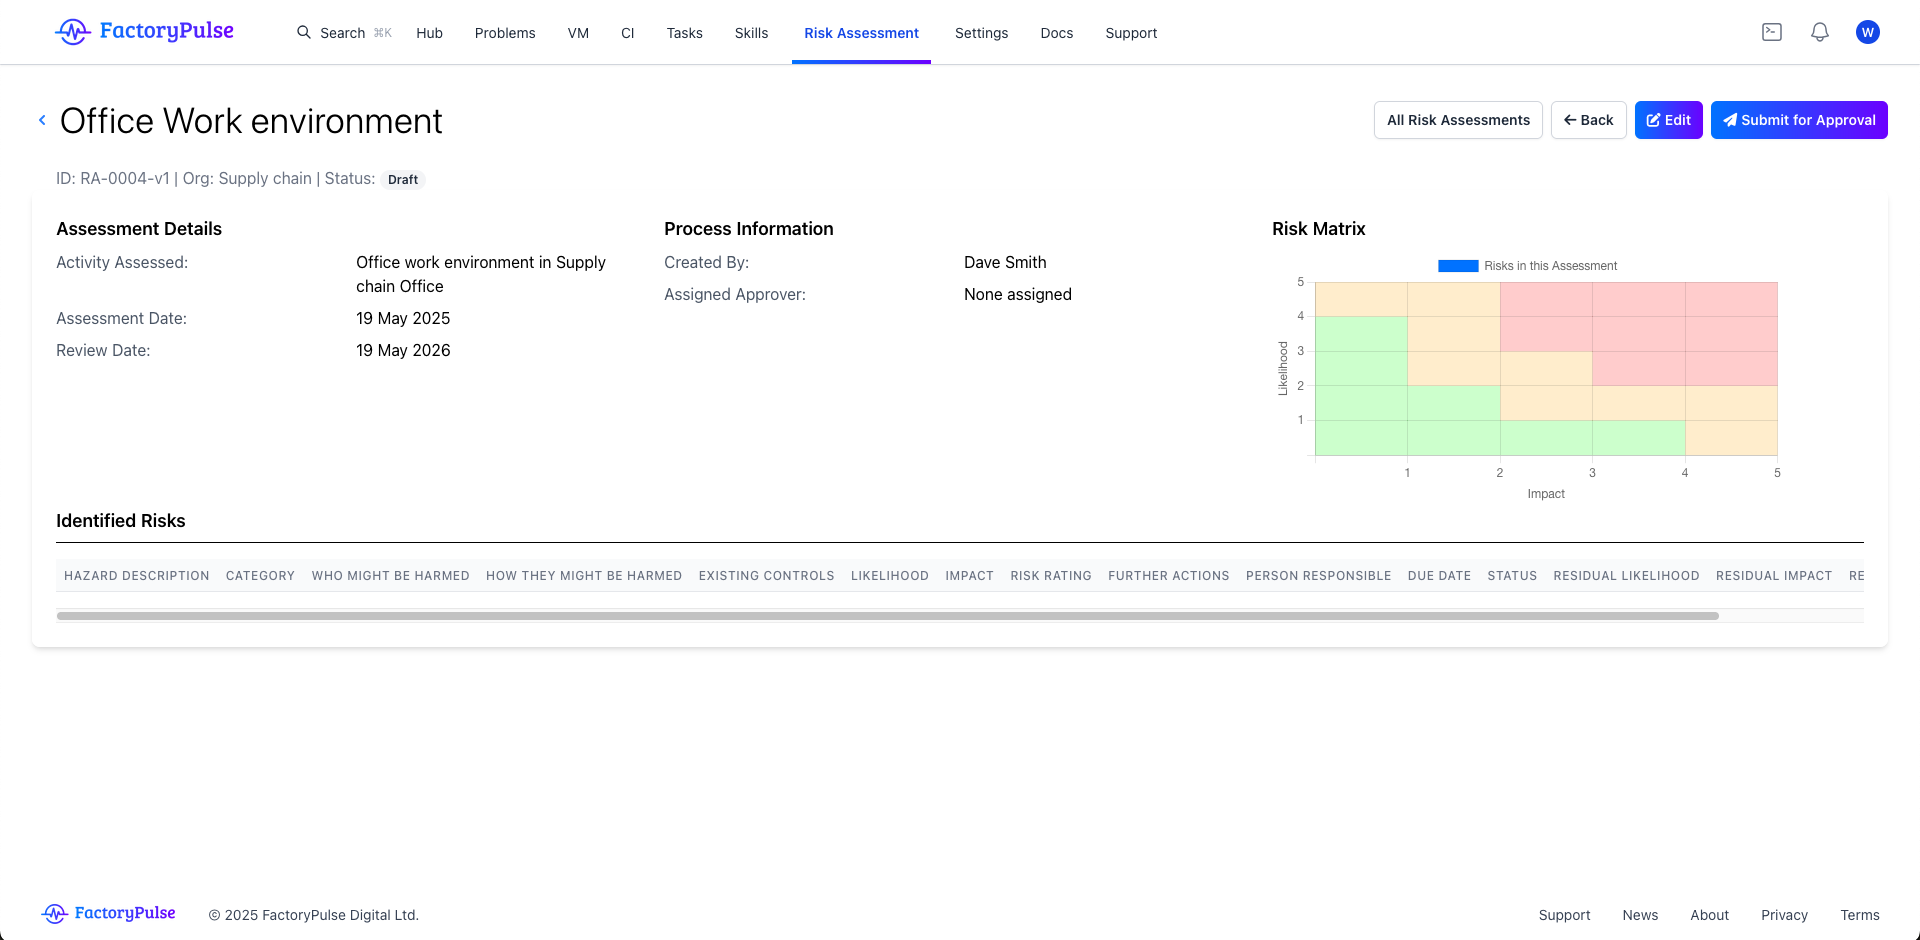 FactoryPulse
Search ⌘K Hub Problems VM CI Tasks Skills Risk Assessment Settings Docs Support
W
Office Work environment
All Risk Assessments
Back
Edit
Submit for Approval
ID: RA-0004-v1 | Org: Supply chain | Status: Draft
Assessment Details
Activity Assessed: Office work environment in Supply
chain Office
Assessment Date: 19 May 2025
Review Date: 19 May 2026
Process Information
Created By: Dave Smith
Assigned Approver: None assigned
Risk Matrix
Risks in this Assessment
5
4
3
2
1
Likelihood
1 2 3 4 5
Impact
Identified Risks
HAZARD DESCRIPTION CATEGORY WHO MIGHT BE HARMED HOW THEY MIGHT BE HARMED EXISTING CONTROLS LIKELIHOOD IMPACT RISK RATING FURTHER ACTIONS PERSON RESPONSIBLE DUE DATE STATUS RESIDUAL LIKELIHOOD RESIDUAL IMPACT RE
FactoryPulse
© 2025 FactoryPulse Digital Ltd.
Support News About Privacy Terms